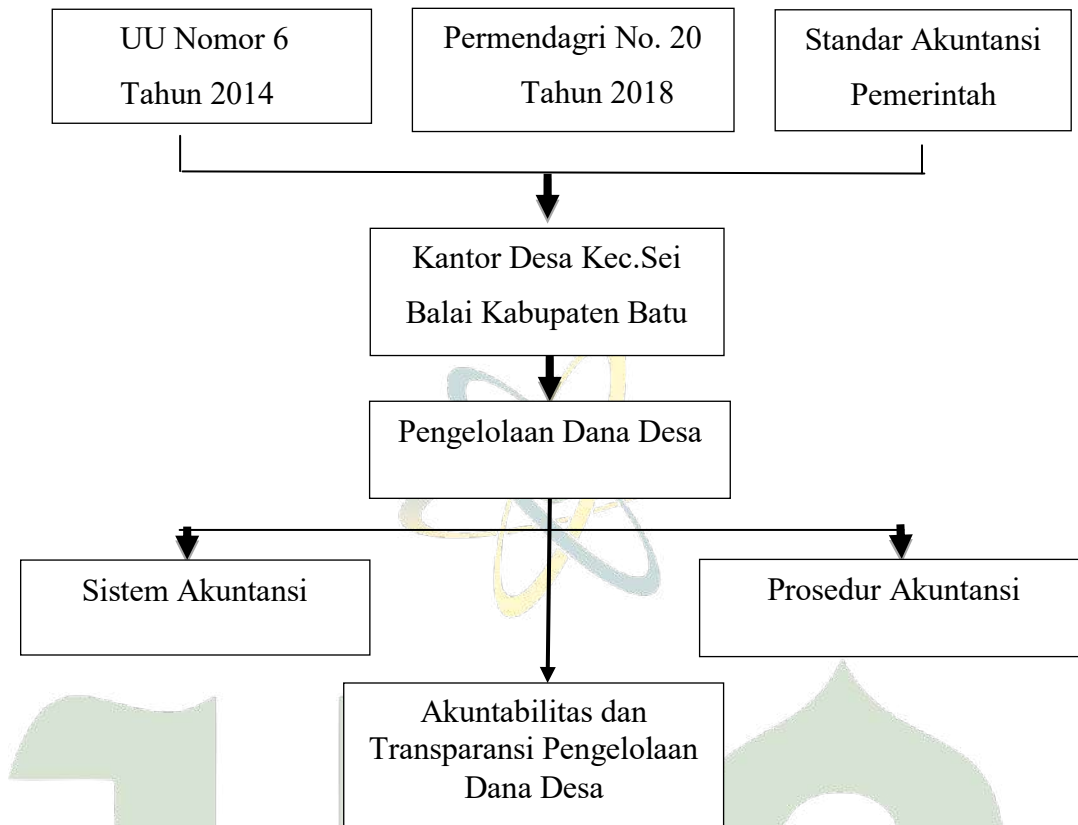 UU Nomor 6
Tahun 2014
Permendagri No. 20
Tahun 2018
Standar Akuntansi
Pemerintah
Kantor Desa Kec.Sei
Balai Kabupaten Batu
Pengelolaan Dana Desa
Sistem Akuntansi
Prosedur Akuntansi
Akuntabilitas dan
Transparansi Pengelolaan
Dana Desa